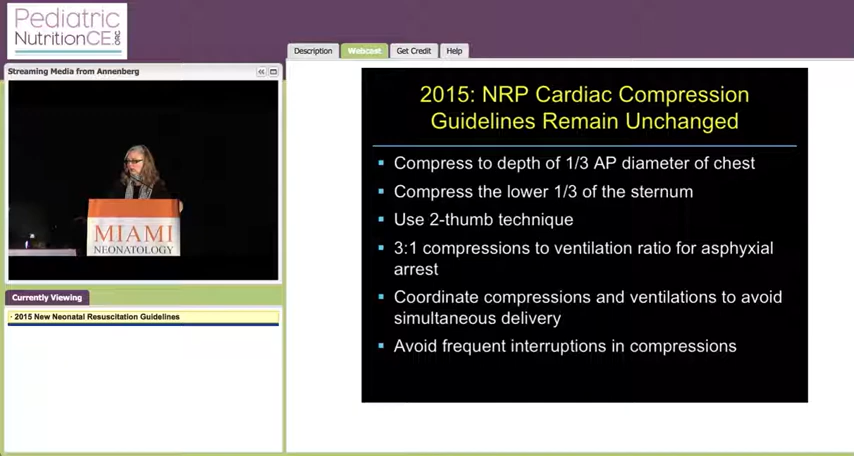 Pediatric
NutritionCE.ORG
Description
Webcast
Get Credit
Help
Streaming Media from Annenberg
MIAMI
NEONATOLOGY
Currently Viewing
· 2015 New Neonatal Resuscitation Guidelines
2015: NRP Cardiac Compression
Guidelines Remain Unchanged
▪ Compress to depth of 1/3 AP diameter of chest
▪ Compress the lower 1/3 of the sternum
▪ Use 2-thumb technique
▪ 3:1 compressions to ventilation ratio for asphyxial
arrest
▪ Coordinate compressions and ventilations to avoid
simultaneous delivery
▪ Avoid frequent interruptions in compressions